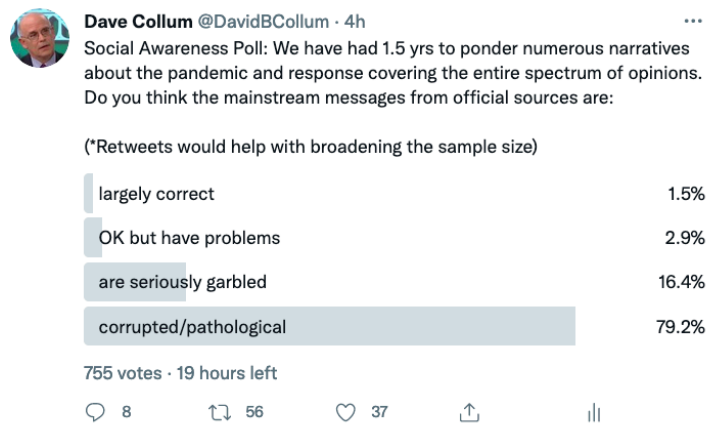 Dave Collum @DavidBCollum · 4h
Social Awareness Poll: We have had 1.5 yrs to ponder numerous narratives
about the pandemic and response covering the entire spectrum of opinions.
Do you think the mainstream messages from official sources are:
(*Retweets would help with broadening the sample size)
largely correct 1.5%
OK but have problems 2.9%
are seriously garbled 16.4%
corrupted/pathological 79.2%
755 votes · 19 hours left
8 56 37